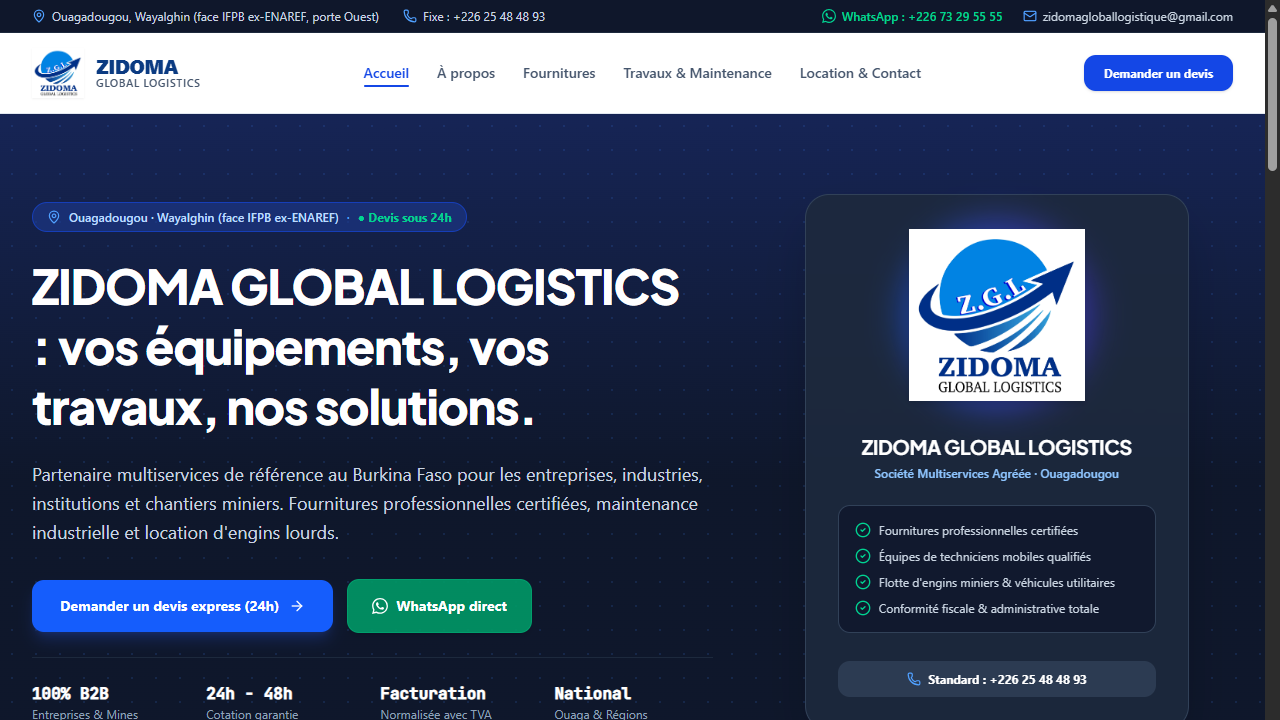 Ouagadougou, Wayalghin (face IFPB ex-ENAREF, porte Ouest)
Fixe : +226 25 48 48 93
WhatsApp : +226 73 29 55 55
zidomagloballogistique@gmail.com
Z.G.L
ZIDOMA
GLOBAL LOGISTICS
ZIDOMA
GLOBAL LOGISTICS
Accueil
À propos
Fournitures
Travaux & Maintenance
Location & Contact
Demander un devis
Ouagadougou · Wayalghin (face IFPB ex-ENAREF) · ● Devis sous 24h
ZIDOMA GLOBAL LOGISTICS
: vos équipements, vos
travaux, nos solutions.
Partenaire multiservices de référence au Burkina Faso pour les entreprises, industries,
institutions et chantiers miniers. Fournitures professionnelles certifiées, maintenance
industrielle et location d'engins lourds.
Demander un devis express (24h) →
WhatsApp direct
100% B2B
Entreprises & Mines
24h - 48h
Cotation garantie
Facturation
Normalisée avec TVA
National
Ouaga & Régions
Z.G.L
ZIDOMA
GLOBAL LOGISTICS
ZIDOMA GLOBAL LOGISTICS
Société Multiservices Agréée · Ouagadougou
Fournitures professionnelles certifiées
Équipes de techniciens mobiles qualifiés
Flotte d'engins miniers & véhicules utilitaires
Conformité fiscale & administrative totale
Standard : +226 25 48 48 93